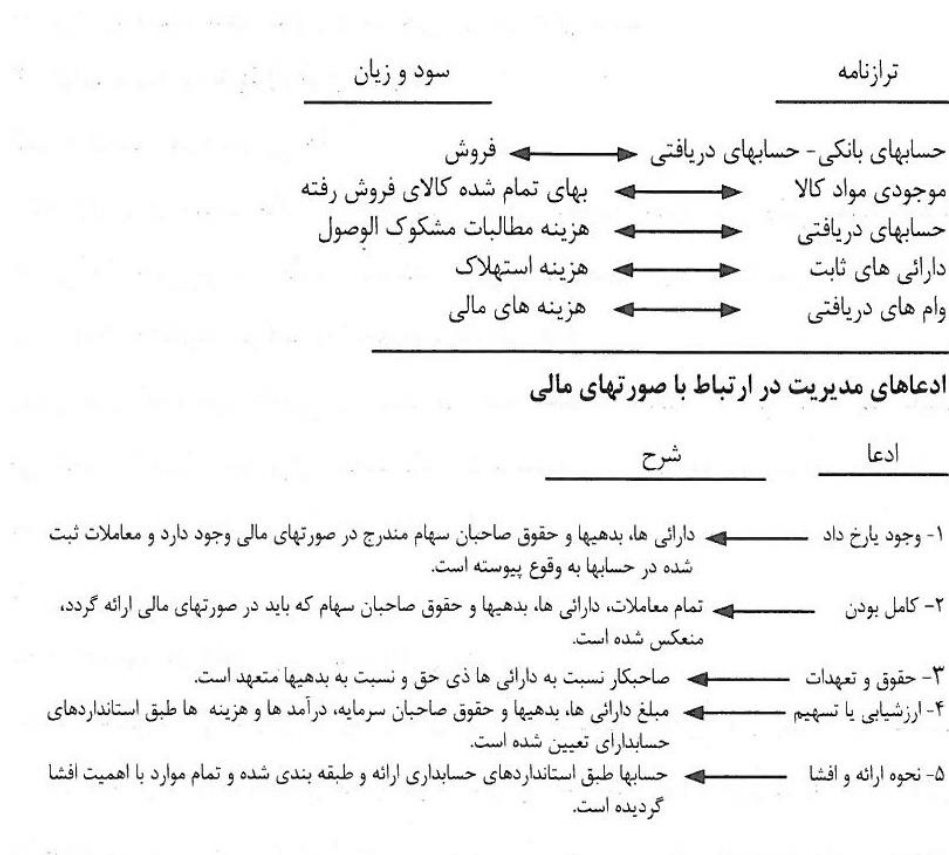 ترازنامه سود و زیان
حسابهای بانکی- حسابهای دریافتی فروش
موجودی مواد کالا بهای تمام شده کالای فروش رفته
حسابهای دریافتی هزینه مطالبات مشکوک الوصول
دارائی های ثابت هزینه استهلاک
وام های دریافتی هزینه های مالی
ادعاهای مدیریت در ارتباط با صورتهای مالی
ادعا شرح
۱- وجود یارخ داد دارائی ها، بدهیها و حقوق صاحبان سهام مندرج در صورتهای مالی وجود دارد و معاملات ثبت
شده در حسابها به وقوع پیوسته است.
۲- کامل بودن تمام معاملات، دارائی ها، بدهیها و حقوق صاحبان سهام که باید در صورتهای مالی ارائه گردد،
منعکس شده است.
۳- حقوق و تعهدات صاحبکار نسبت به دارائی ها ذی حق و نسبت به بدهیها متعهد است.
۴- ارزشیابی یا تسهیم مبلغ دارائی ها، بدهیها و حقوق صاحبان سرمایه، درآمد ها و هزینه ها طبق استانداردهای
حسابدارای تعیین شده است.
۵- نحوه ارائه و افشا حسابها طبق استانداردهای حسابداری ارائه و طبقه بندی شده و تمام موارد با اهمیت افشا
گردیده است.